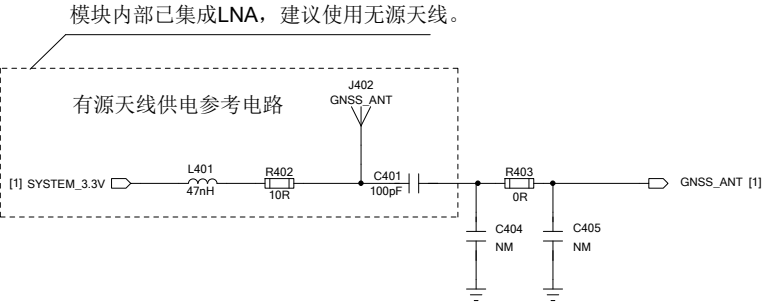 模块内部已集成LNA，建议使用无源天线。
有源天线供电参考电路
J402
GNSS_ANT
[1] SYSTEM_3.3V
L401
47nH
R402
10R
C401
100pF
R403
0R
GNSS_ANT [1]
C404
NM
C405
NM